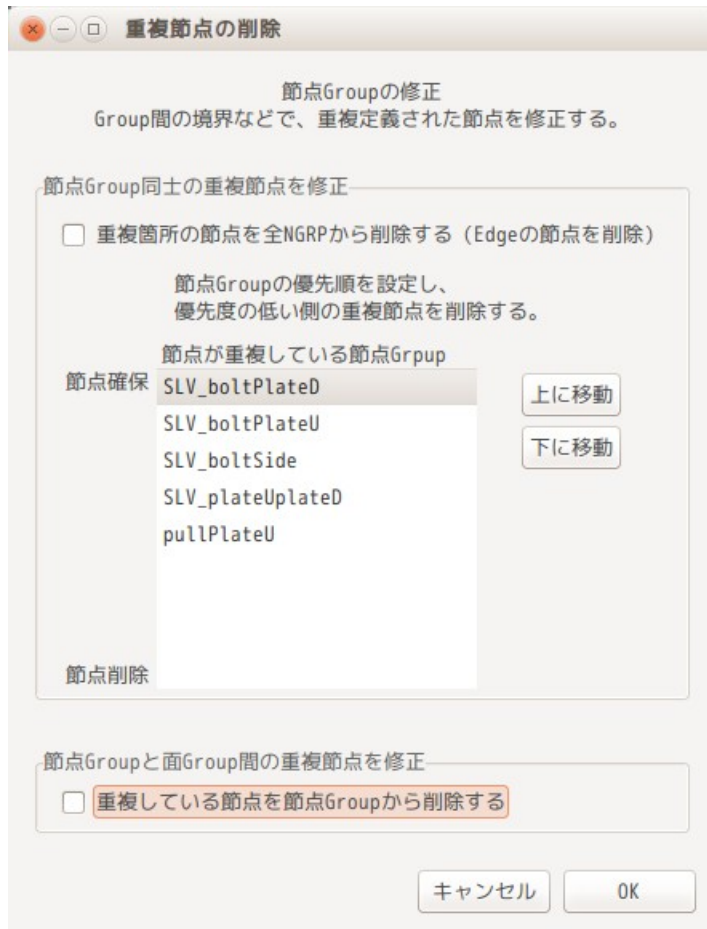 重複節点の削除
節点Groupの修正
Group間の境界などで、重複定義された節点を修正する。
節点Group同士の重複節点を修正
重複箇所の節点を全NGRPから削除する（Edgeの節点を削除）
節点Groupの優先順を設定し、
優先度の低い側の重複節点を削除する。
節点が重複している節点Grpup
節点確保
SLV_boltPlateD
SLV_boltPlateU
SLV_boltSide
SLV_plateUplateD
pullPlateU
上に移動
下に移動
節点削除
節点Groupと面Group間の重複節点を修正
重複している節点を節点Groupから削除する
キャンセル
OK